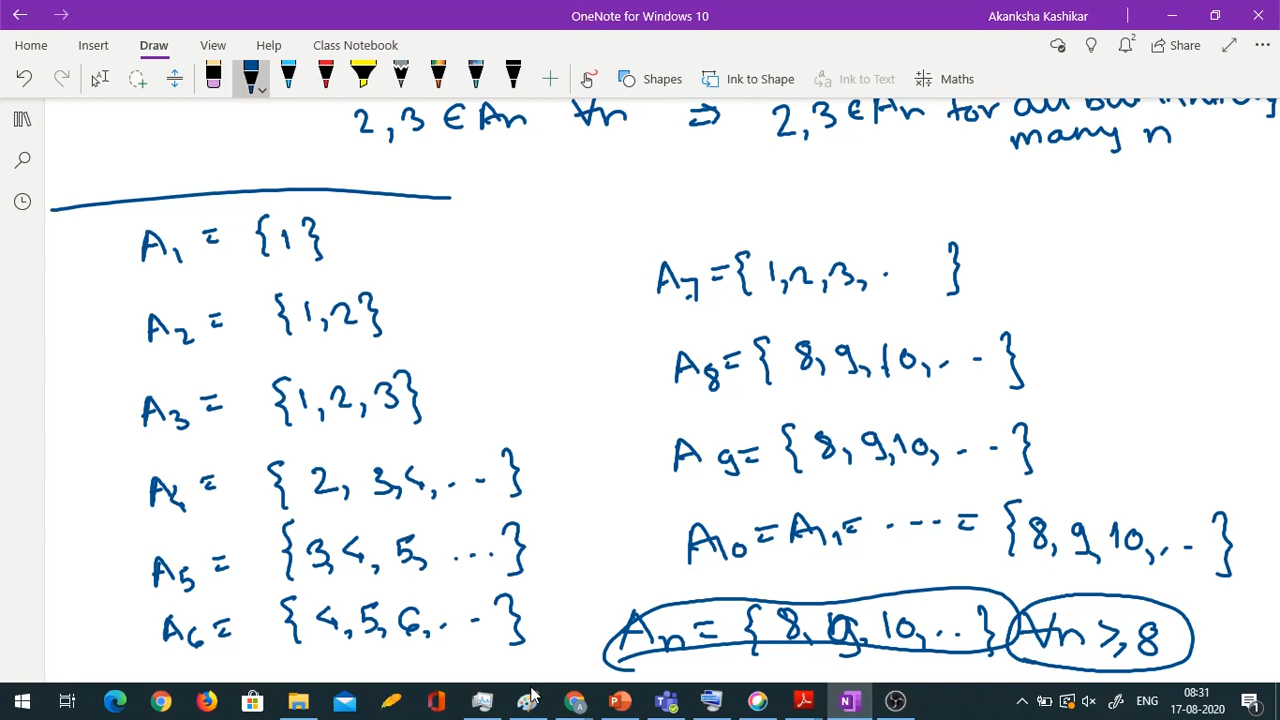 OneNote for Windows 10
Akanksha Kashikar
Home Insert Draw View Help Class Notebook
Share
Shapes Ink to Shape Ink to Text Maths
2, 3 ∈ An ∀n ⇒ 2, 3 ∈ An for all but finitely
many n
A1 = {1}
A2 = {1, 2}
A3 = {1, 2, 3}
A4 = {2, 3, 4, ...}
A5 = {3, 4, 5, ...}
A6 = {4, 5, 6, ...}
A7 = {1, 2, 3, . }
A8 = {8, 9, 10, ...}
A9 = {8, 9, 10, ...}
A10 = A11 = ... = {8, 9, 10, ...}
An = {8, 9, 10, ...} ∀n ≥ 8
ENG
08:31
17-08-2020
1